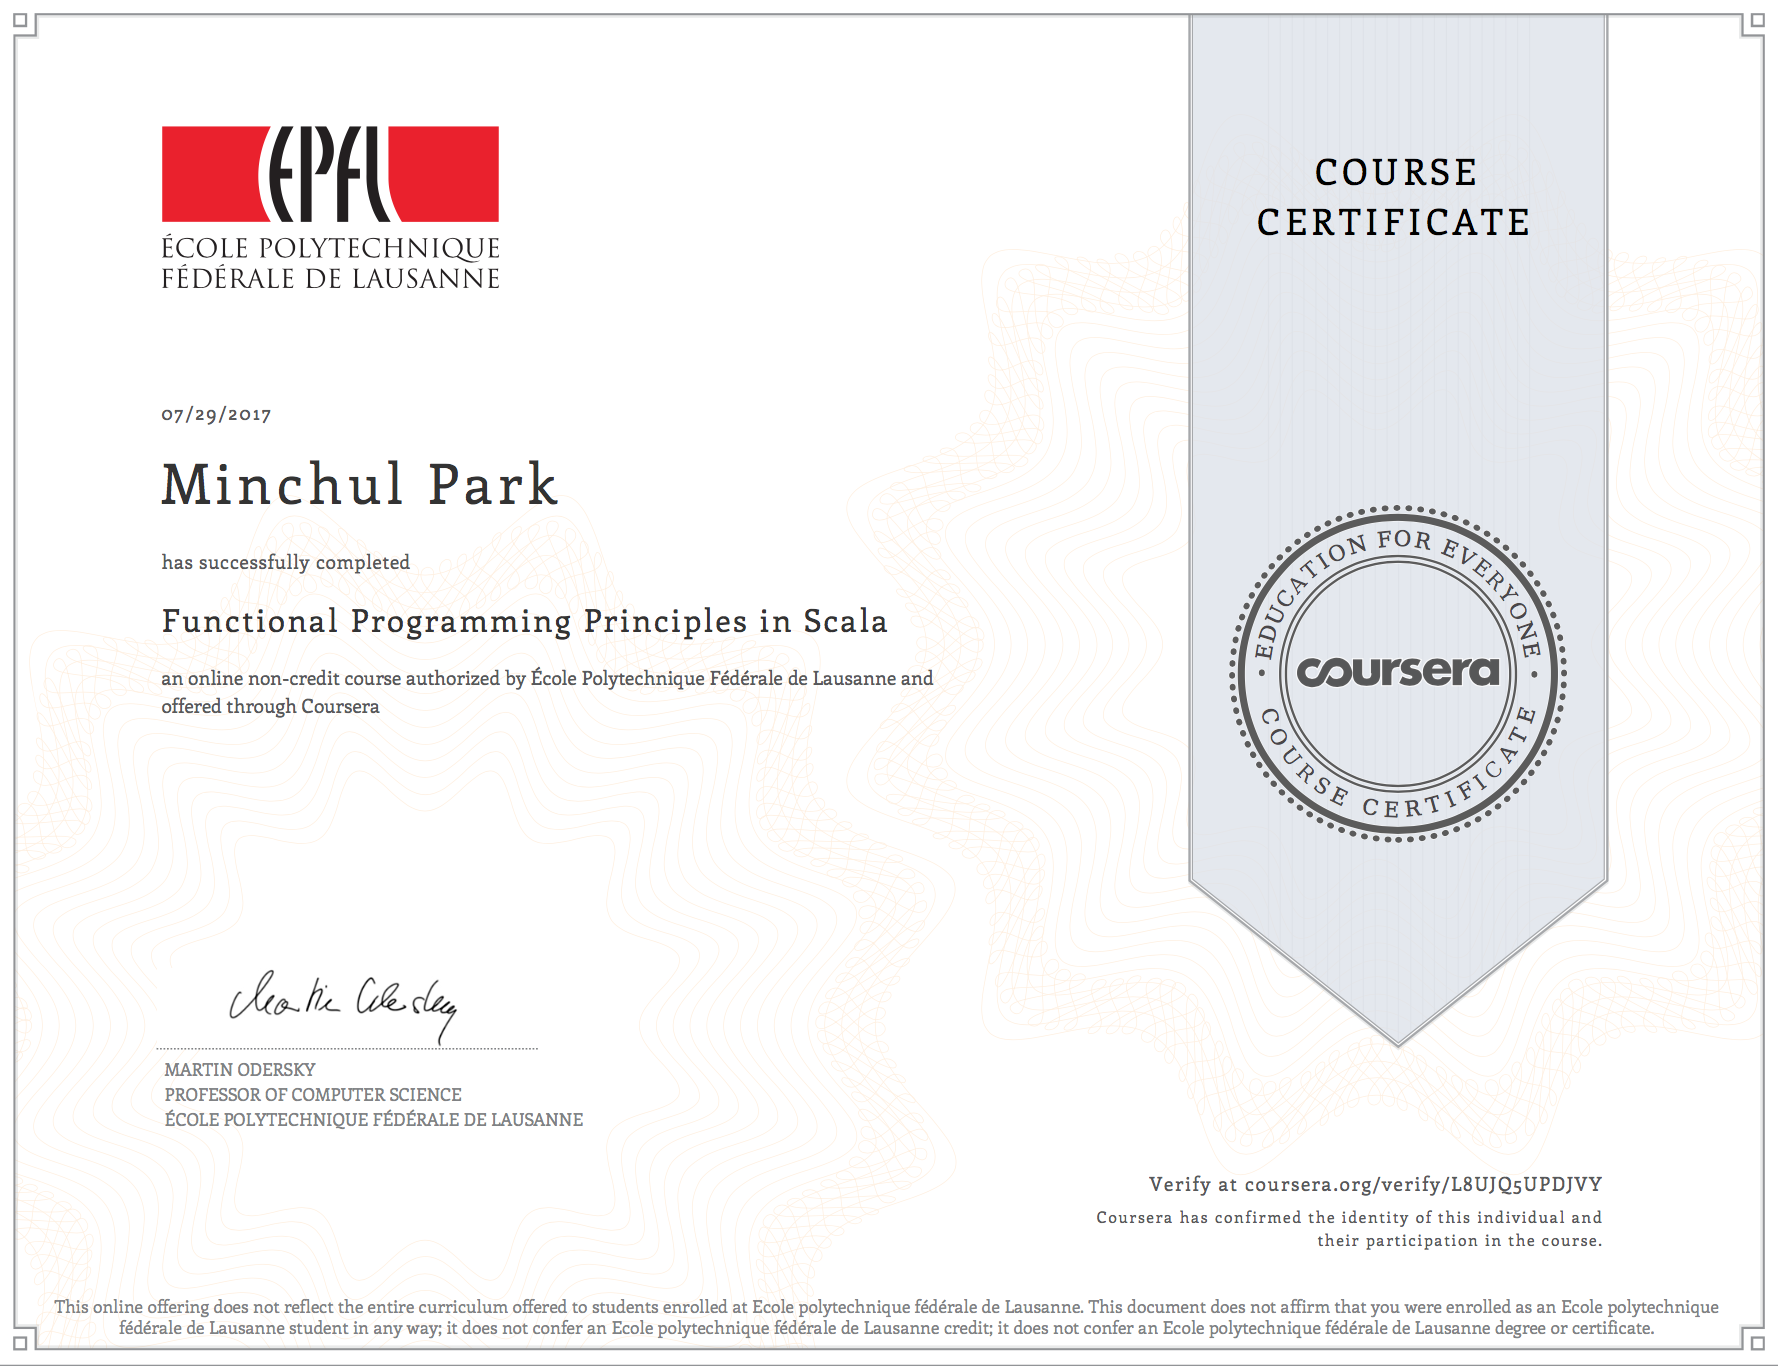 EPFL
ÉCOLE POLYTECHNIQUE
FÉDÉRALE DE LAUSANNE
COURSE
CERTIFICATE
07/29/2017
Minchul Park
has successfully completed
Functional Programming Principles in Scala
an online non-credit course authorized by École Polytechnique Fédérale de Lausanne and
offered through Coursera
EDUCATION FOR EVERYONE
coursera
COURSE CERTIFICATE
Martin Odersky
MARTIN ODERSKY
PROFESSOR OF COMPUTER SCIENCE
ÉCOLE POLYTECHNIQUE FÉDÉRALE DE LAUSANNE
Verify at coursera.org/verify/L8UJQ5UPDJVY
Coursera has confirmed the identity of this individual and
their participation in the course.
This online offering does not reflect the entire curriculum offered to students enrolled at Ecole polytechnique fédérale de Lausanne. This document does not affirm that you were enrolled as an Ecole polytechnique
fédérale de Lausanne student in any way; it does not confer an Ecole polytechnique fédérale de Lausanne credit; it does not confer an Ecole polytechnique fédérale de Lausanne degree or certificate.